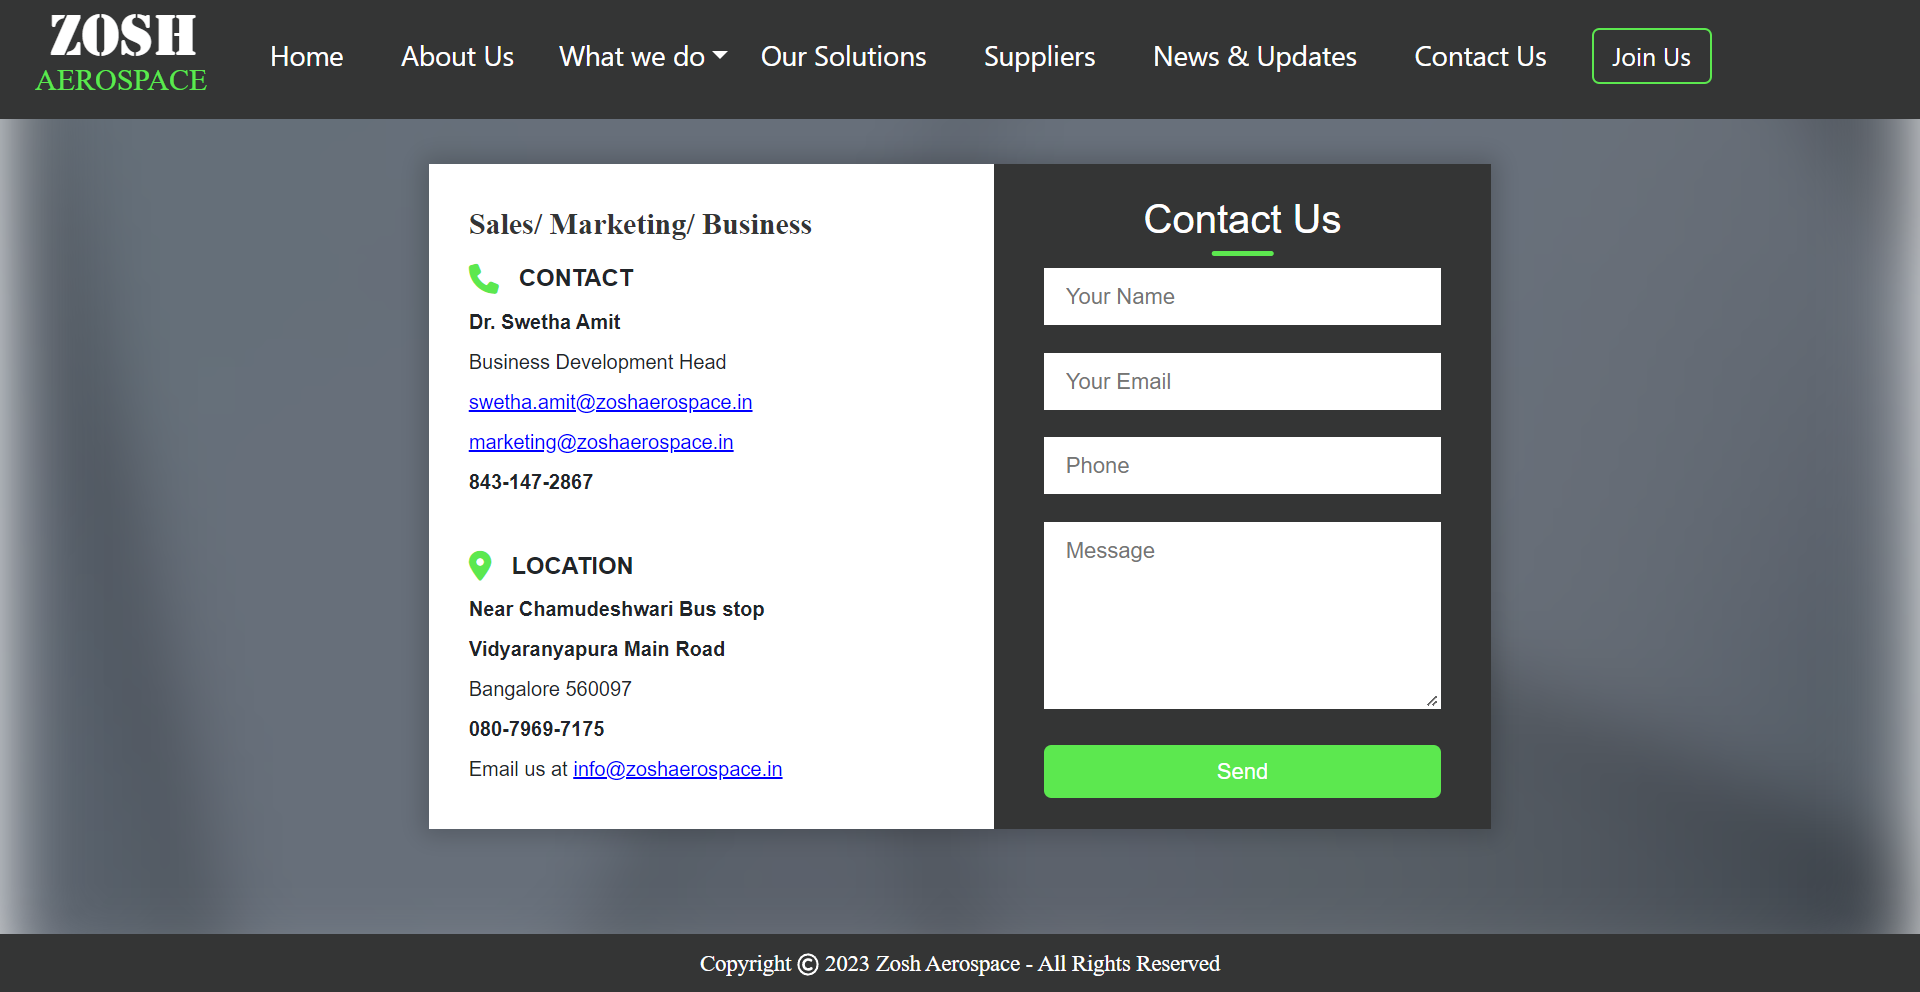 ZOSH
AEROSPACE
Home
About Us
What we do
Our Solutions
Suppliers
News & Updates
Contact Us
Join Us
Sales/ Marketing/ Business
CONTACT
Dr. Swetha Amit
Business Development Head
swetha.amit@zoshaerospace.in
marketing@zoshaerospace.in
843-147-2867
LOCATION
Near Chamudeshwari Bus stop
Vidyaranyapura Main Road
Bangalore 560097
080-7969-7175
Email us at info@zoshaerospace.in
Contact Us
Your Name
Your Email
Phone
Message
Send
Copyright © 2023 Zosh Aerospace - All Rights Reserved